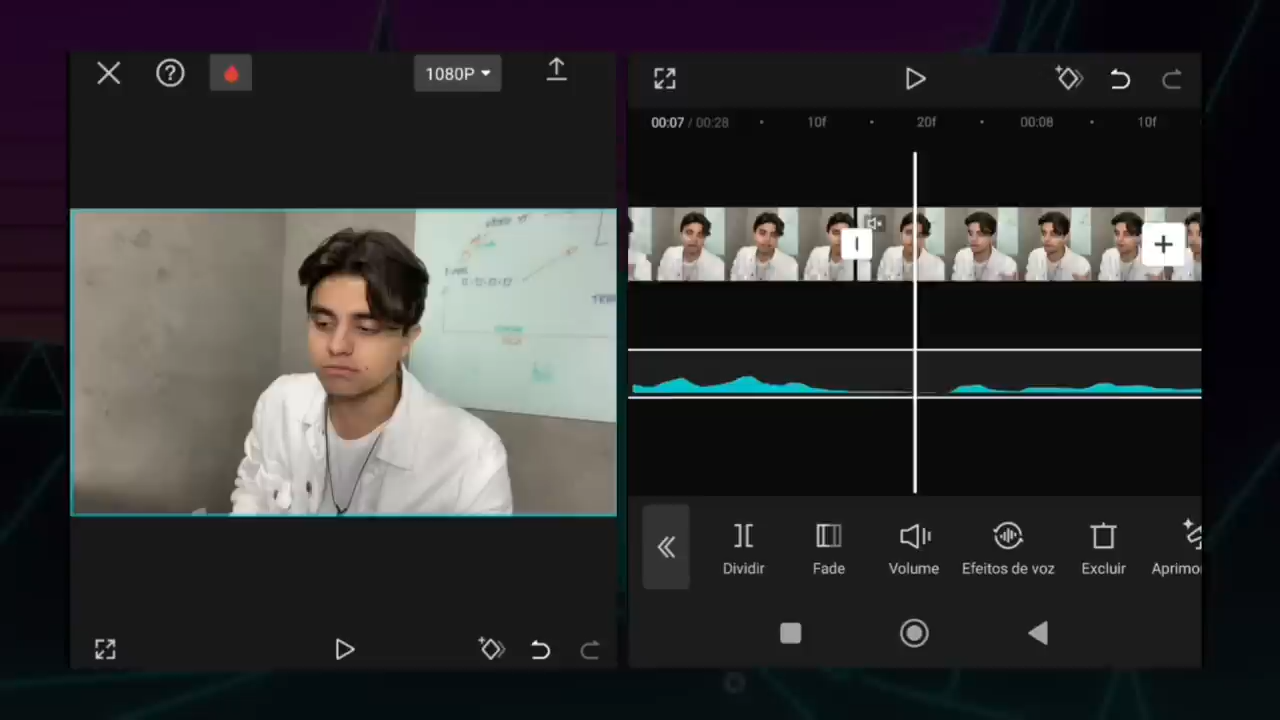 1080P
00:07 / 00:28
10f
20f
00:08
10f
Dividir
Fade
Volume
Efeitos de voz
Excluir
Aprimo